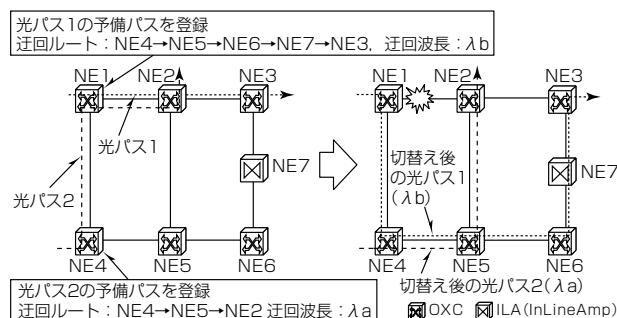 光パス1の予備パスを登録
迂回ルート：NE4→NE5→NE6→NE7→NE3, 迂回波長：λb
NE1
NE2
NE3
光パス1
光パス2
NE7
NE4
NE5
NE6
光パス2の予備パスを登録
迂回ルート：NE4→NE5→NE2 迂回波長：λa
NE1
NE2
NE3
切替え後
の光パス1
(λb)
NE7
NE4
NE5
NE6
切替え後の光パス2(λa)
OXC
ILA(InLineAmp)